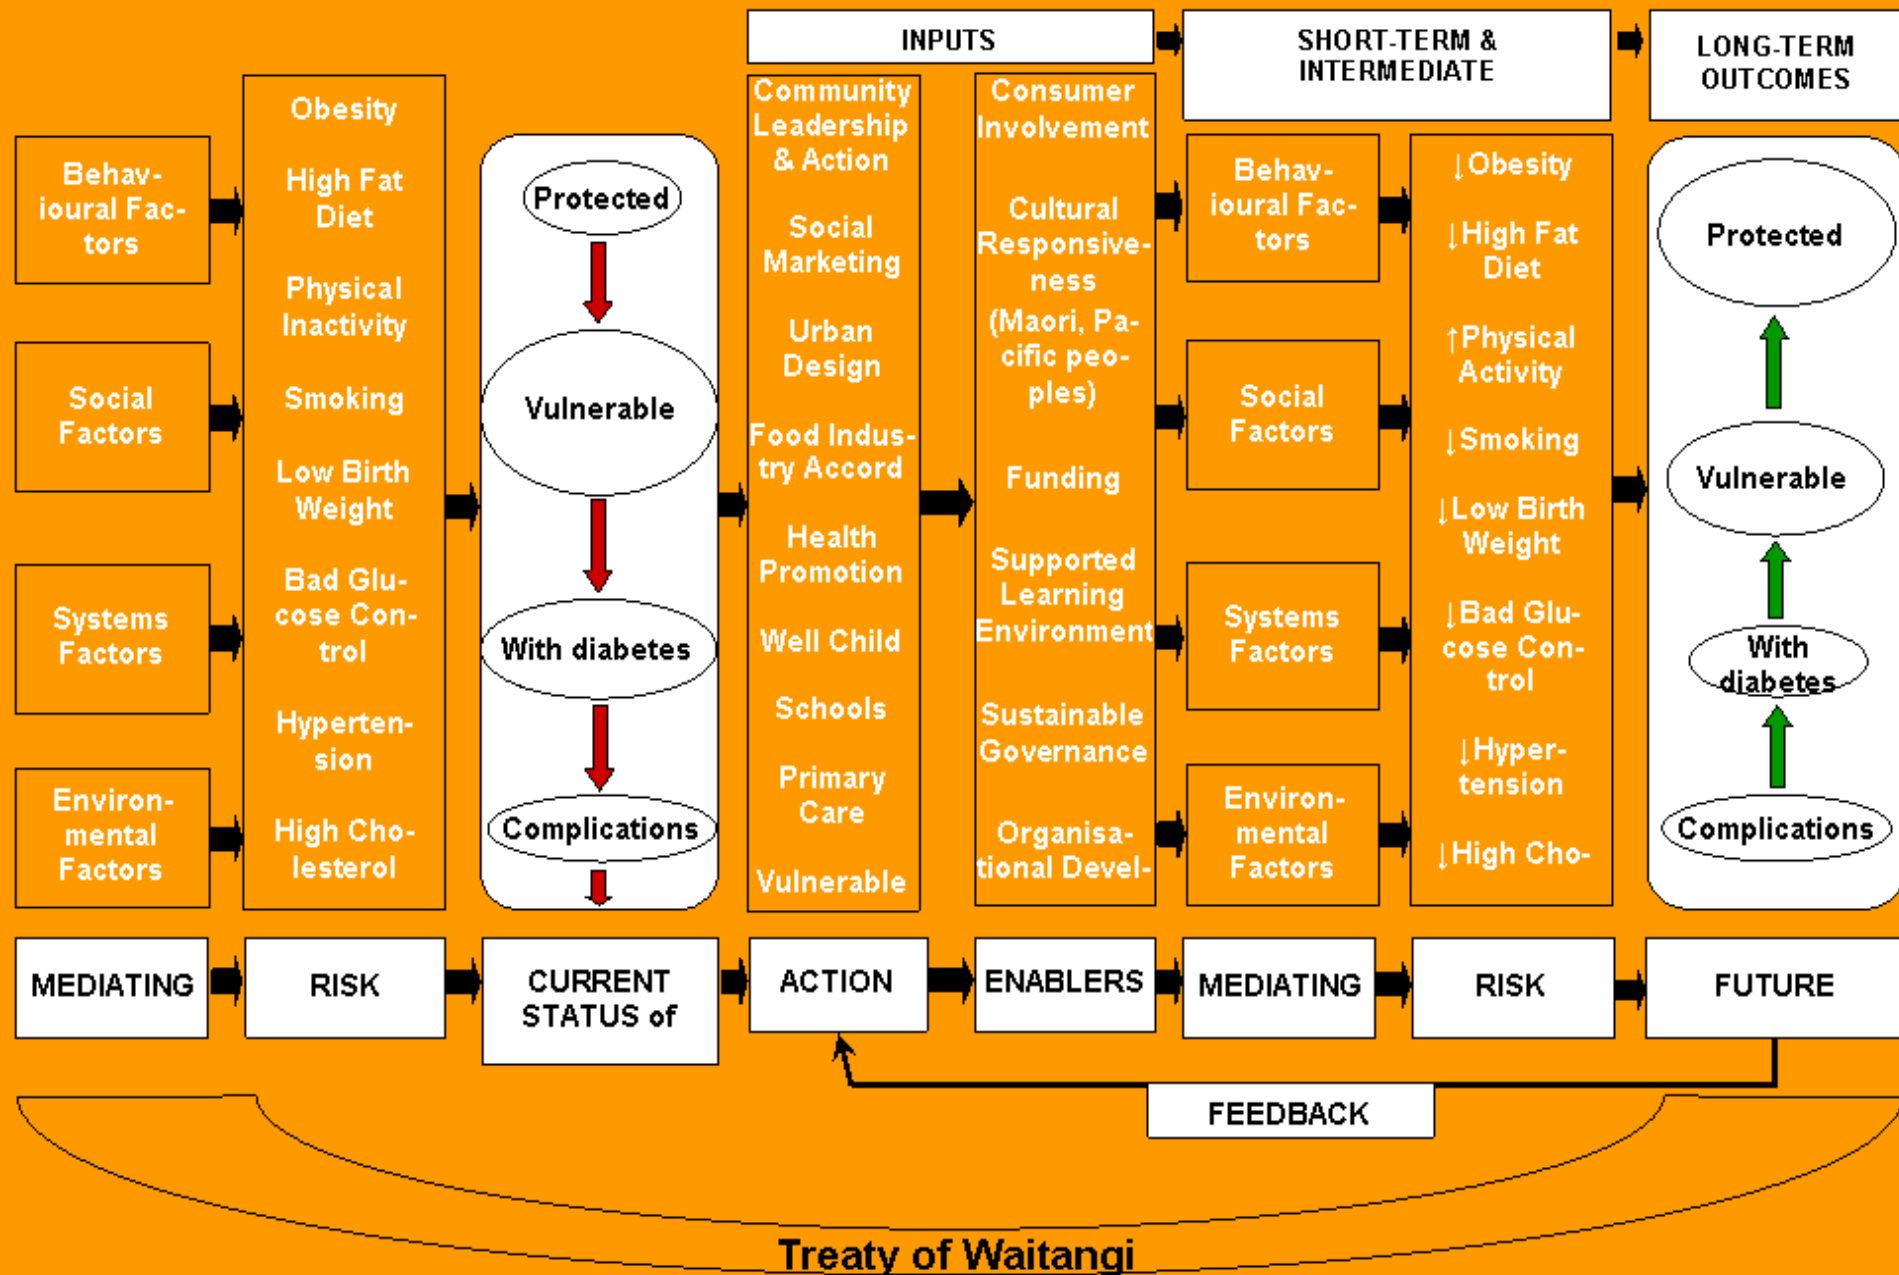 INPUTS
SHORT-TERM &
INTERMEDIATE
LONG-TERM
OUTCOMES
Behav-
ioural Fac-
tors
Social
Factors
Systems
Factors
Environ-
mental
Factors
Obesity
High Fat
Diet
Physical
Inactivity
Smoking
Low Birth
Weight
Bad Glu-
cose Con-
trol
Hyperten-
sion
High Cho-
lesterol
Protected
Vulnerable
With diabetes
Complications
Community
Leadership
& Action
Social
Marketing
Urban
Design
Food Indus-
try Accord
Health
Promotion
Well Child
Schools
Primary
Care
Vulnerable
Consumer
Involvement
Cultural
Responsive-
ness
(Maori, Pa-
cific peo-
ples)
Funding
Supported
Learning
Environment
Sustainable
Governance
Organisa-
tional Devel-
Behav-
ioural Fac-
tors
Social
Factors
Systems
Factors
Environ-
mental
Factors
↓Obesity
↓High Fat
Diet
↑Physical
Activity
↓Smoking
↓Low Birth
Weight
↓Bad Glu-
cose Con-
trol
↓Hyper-
tension
↓High Cho-
Protected
Vulnerable
With
diabetes
Complications
MEDIATING
RISK
CURRENT
STATUS of
ACTION
ENABLERS
MEDIATING
RISK
FUTURE
FEEDBACK
Treaty of Waitangi